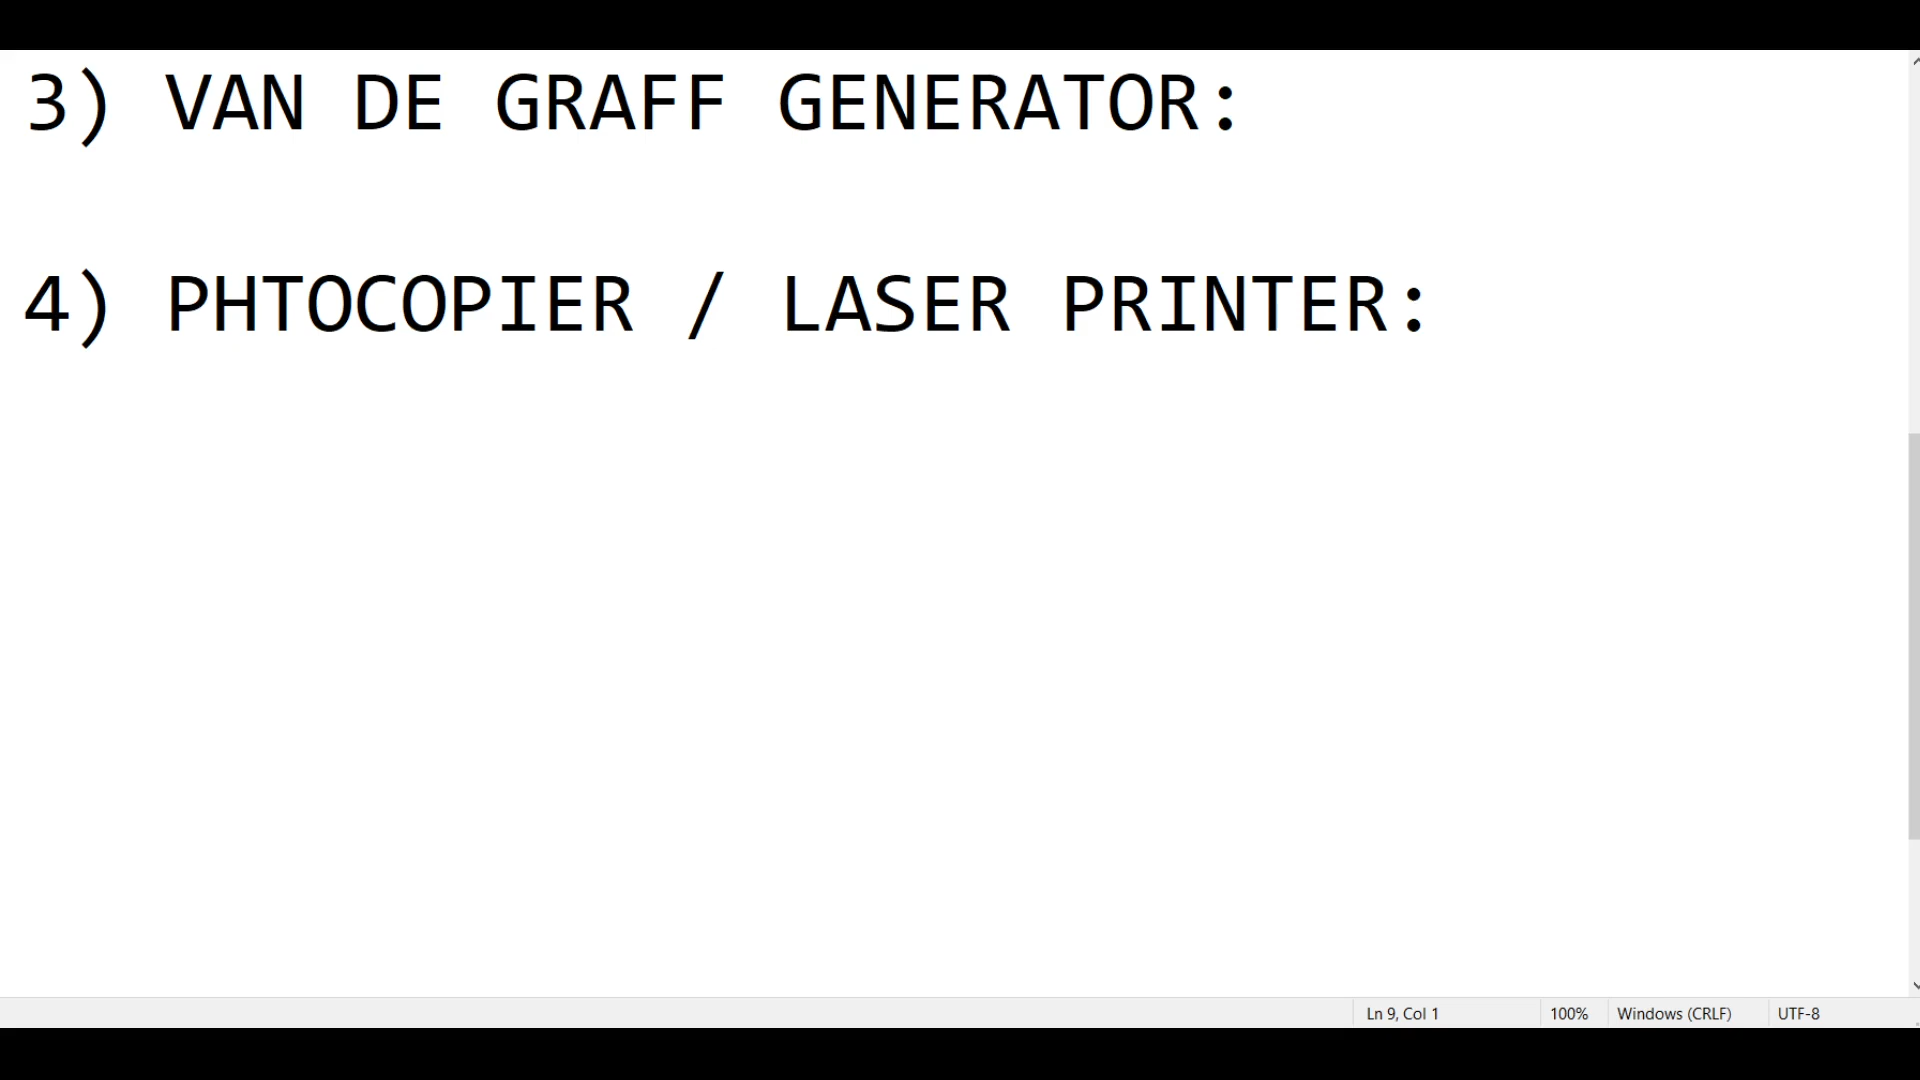 3) VAN DE GRAFF GENERATOR:
4) PHTOCOPIER / LASER PRINTER:
Ln 9, Col 1 100% Windows (CRLF) UTF-8